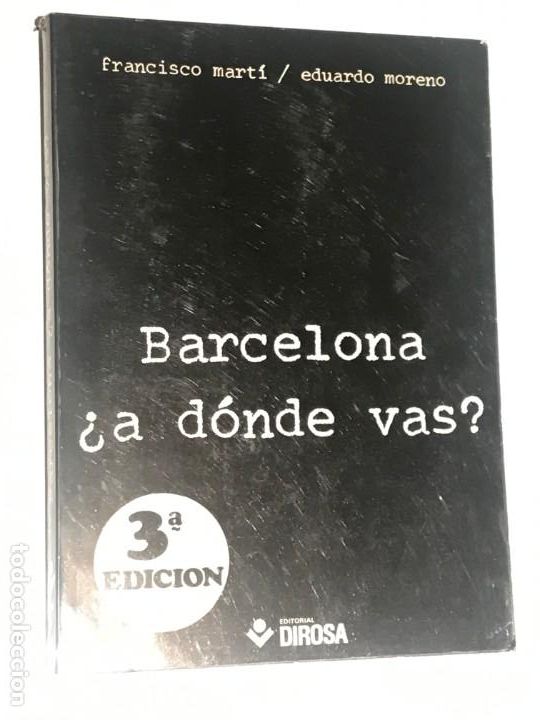 francisco martí / eduardo moreno
Barcelona
¿a dónde vas?
3ª
EDICION
EDITORIAL
DIROSA
todocoleccion